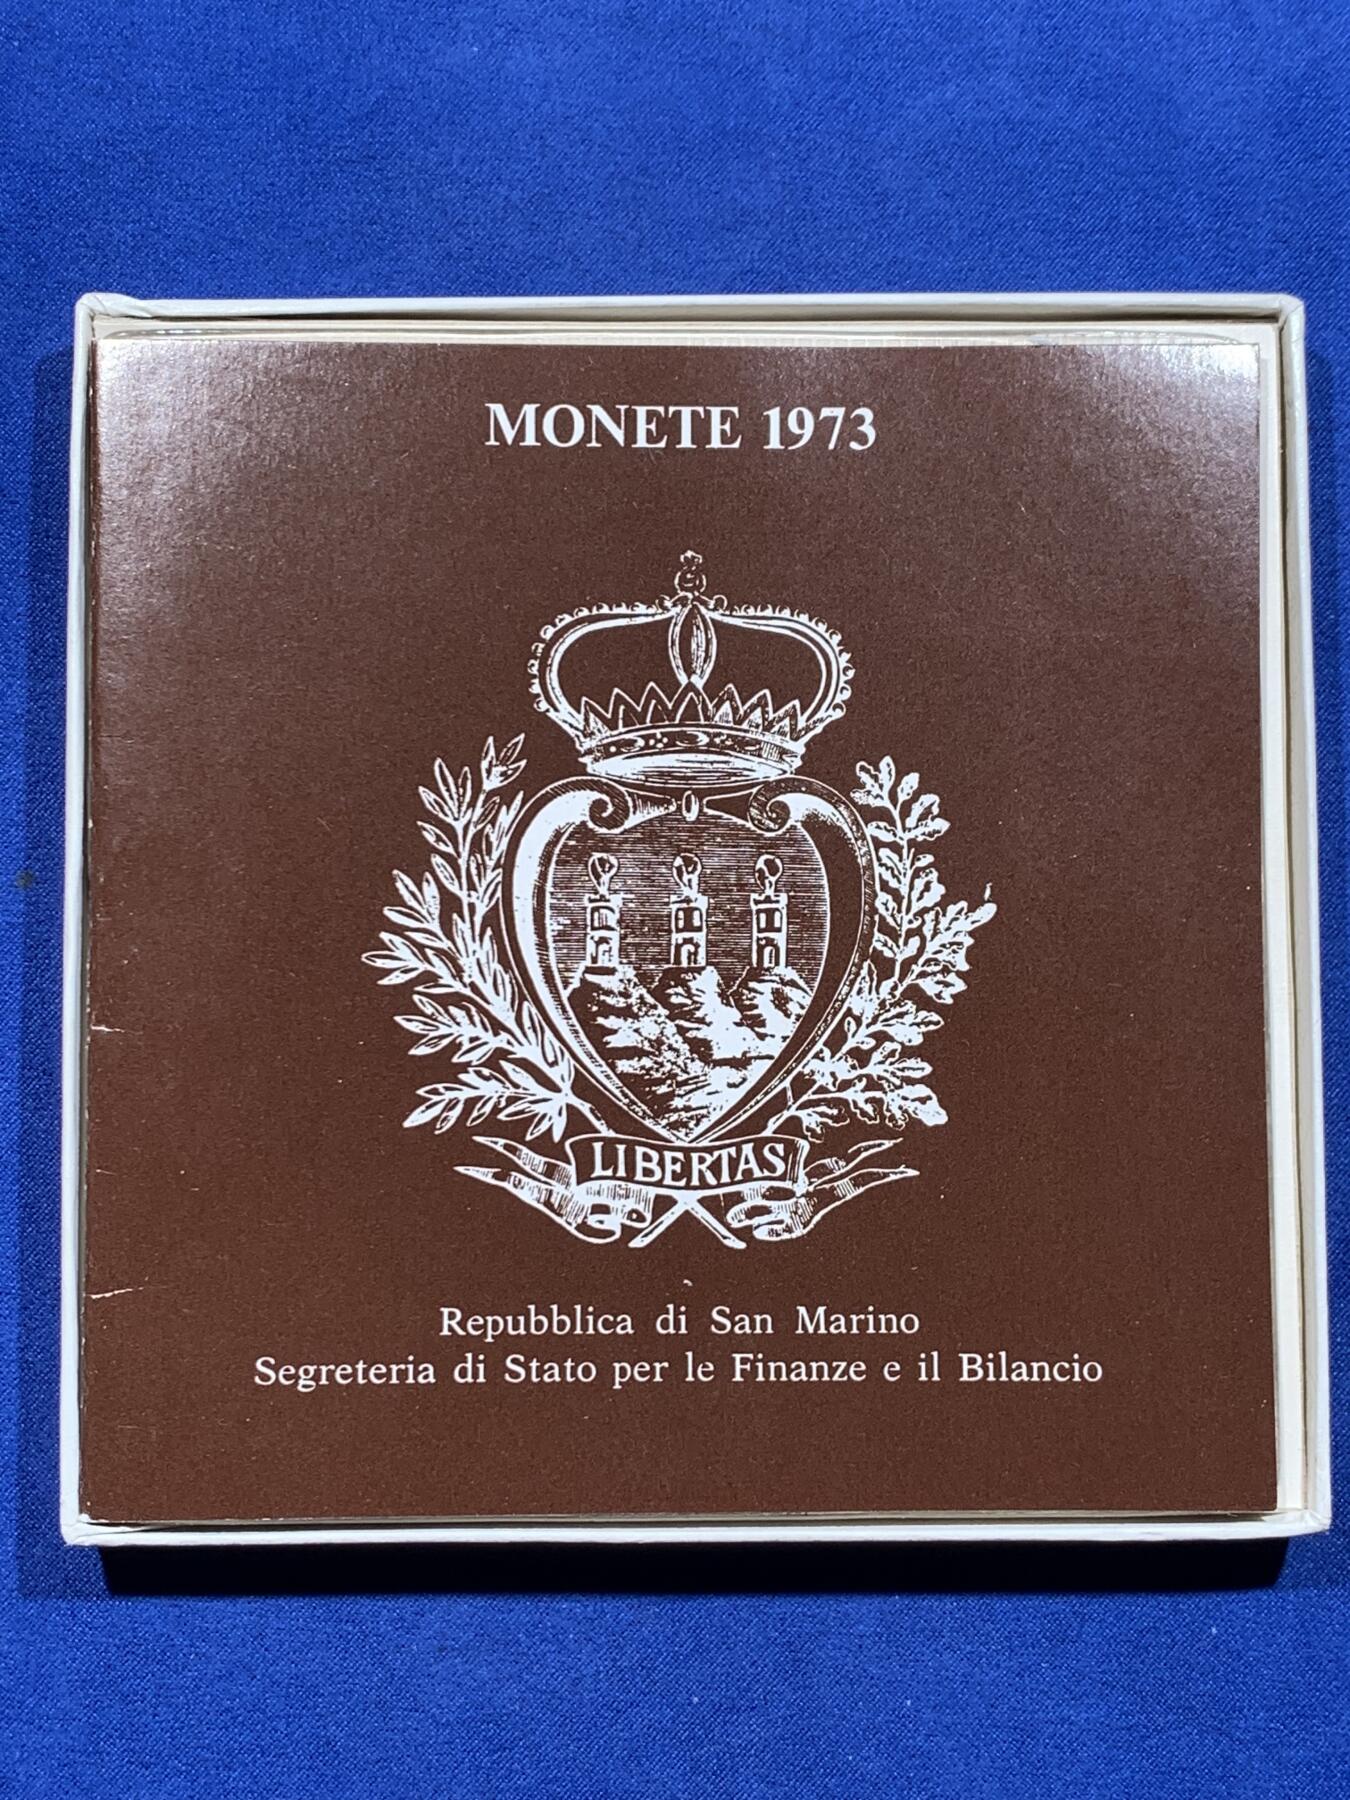 MONETE 1973
LIBERTAS
Repubblica di San Marino
Segreteria di Stato per le Finanze e il Bilancio